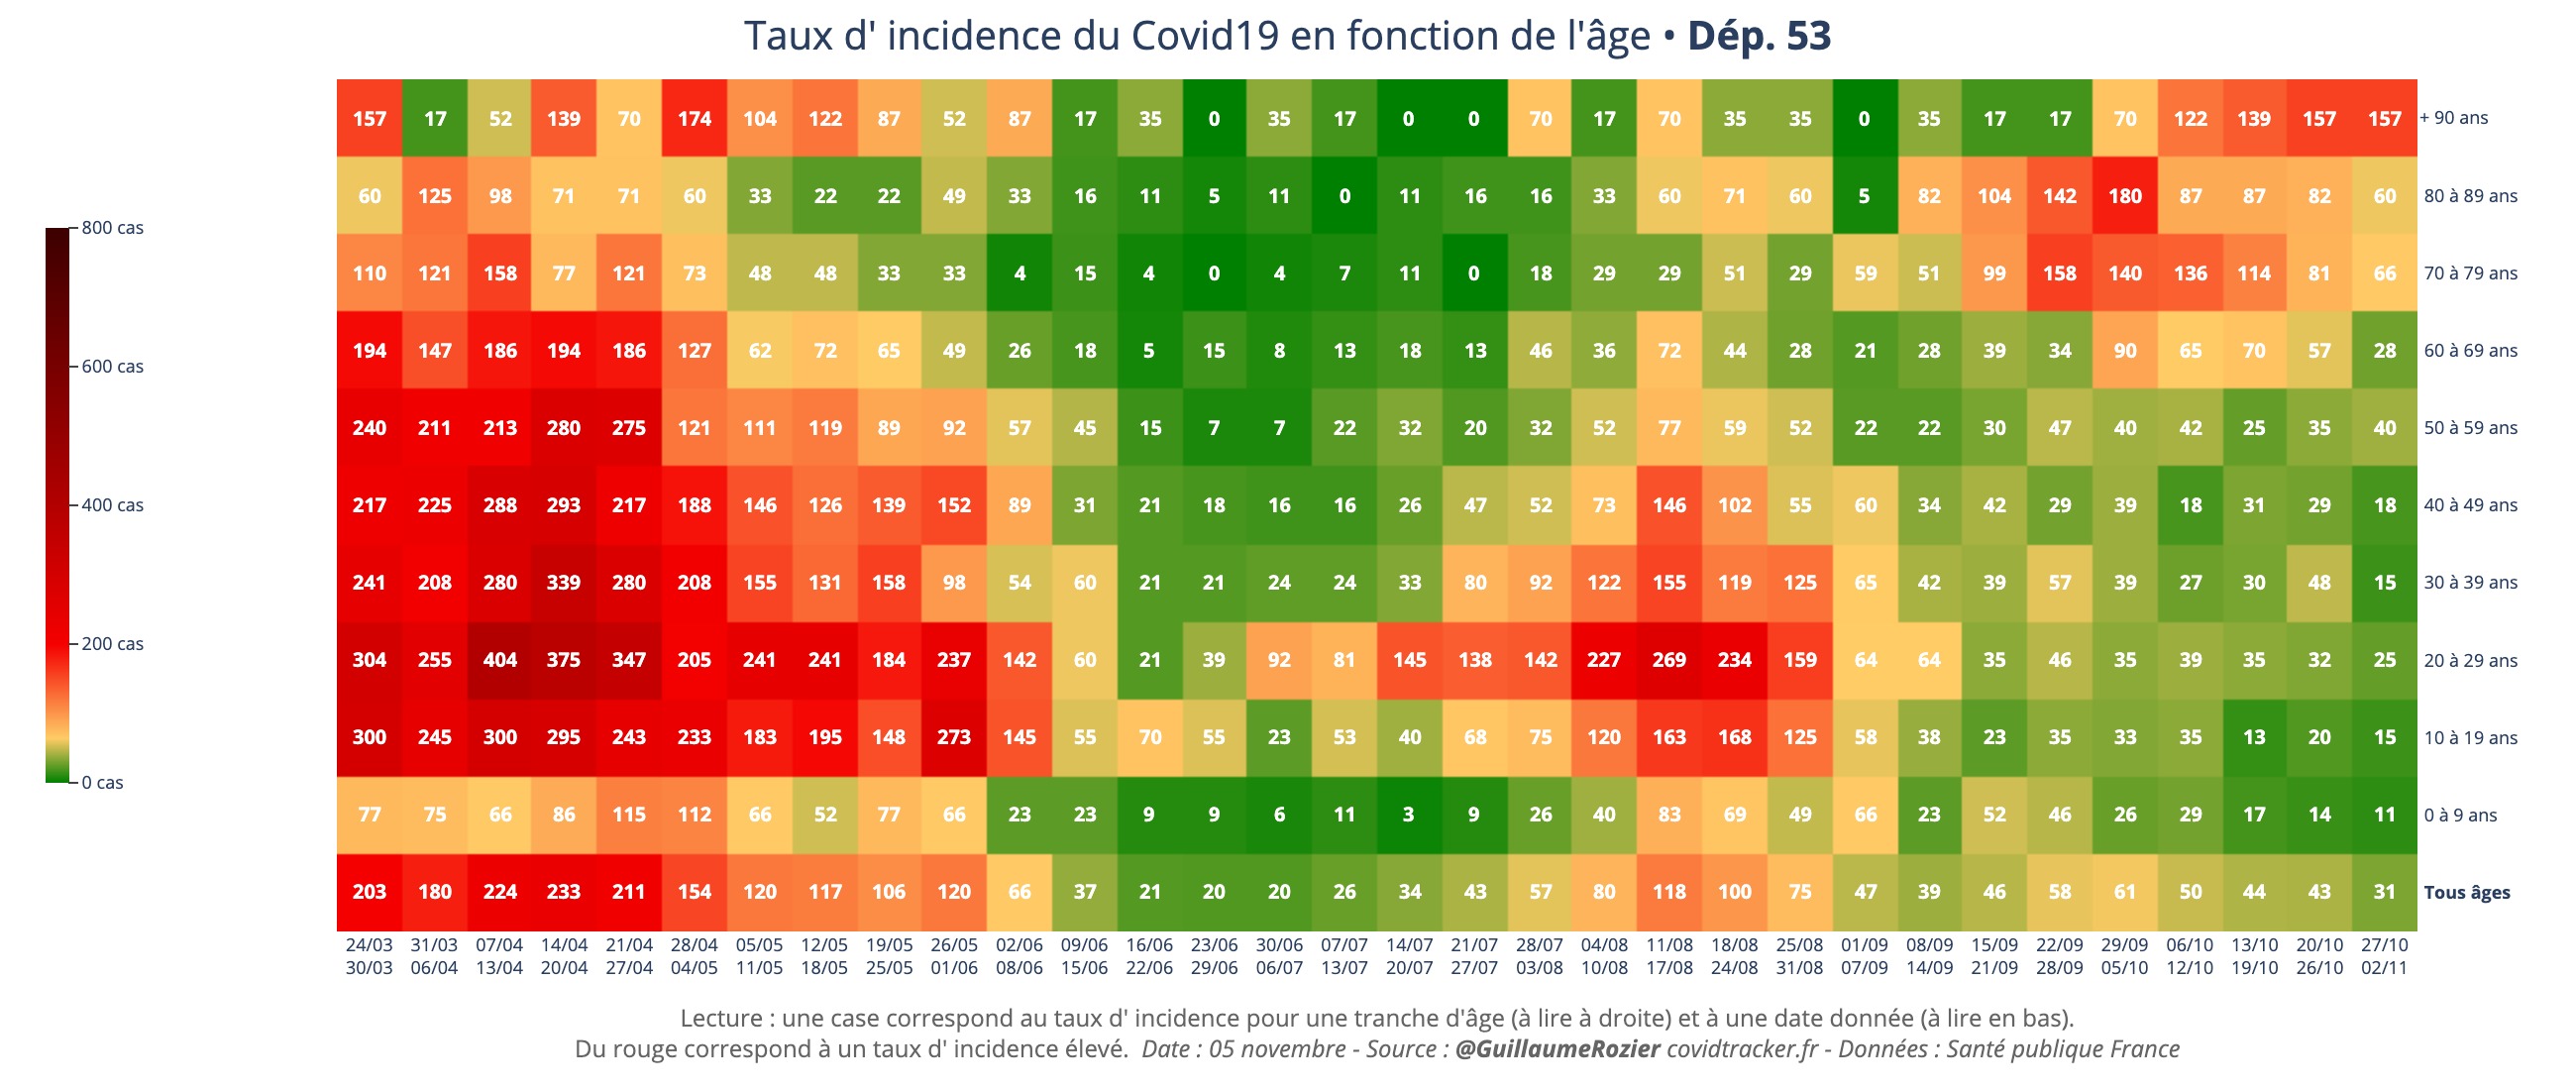 Taux d' incidence du Covid19 en fonction de l'âge • Dép. 53
157 17 52 139 70 174 104 122 87 52 87 17 35 0 35 17 0 0 70 17 70 35 35 0 35 17 17 70 122 139 157 157 + 90 ans
60 125 98 71 71 60 33 22 22 49 33 16 11 5 11 0 11 16 16 33 60 71 60 5 82 104 142 180 87 87 82 60 80 à 89 ans
800 cas
110 121 158 77 121 73 48 48 33 33 4 15 4 0 4 7 11 0 18 29 29 51 29 59 51 99 158 140 136 114 81 66 70 à 79 ans
194 147 186 194 186 127 62 72 65 49 26 18 5 15 8 13 18 13 46 36 72 44 28 21 28 39 34 90 65 70 57 28 60 à 69 ans
600 cas
240 211 213 280 275 121 111 119 89 92 57 45 15 7 7 22 32 20 32 52 77 59 52 22 22 30 47 40 42 25 35 40 50 à 59 ans
400 cas
217 225 288 293 217 188 146 126 139 152 89 31 21 18 16 16 26 47 52 73 146 102 55 60 34 42 29 39 18 31 29 18 40 à 49 ans
241 208 280 339 280 208 155 131 158 98 54 60 21 21 24 24 33 80 92 122 155 119 125 65 42 39 57 39 27 30 48 15 30 à 39 ans
200 cas
304 255 404 375 347 205 241 241 184 237 142 60 21 39 92 81 145 138 142 227 269 234 159 64 64 35 46 35 39 35 32 25 20 à 29 ans
300 245 300 295 243 233 183 195 148 273 145 55 70 55 23 53 40 68 75 120 163 168 125 58 38 23 35 33 35 13 20 15 10 à 19 ans
0 cas
77 75 66 86 115 112 66 52 77 66 23 23 9 9 6 11 3 9 26 40 83 69 49 66 23 52 46 26 29 17 14 11 0 à 9 ans
203 180 224 233 211 154 120 117 106 120 66 37 21 20 20 26 34 43 57 80 118 100 75 47 39 46 58 61 50 44 43 31 Tous âges
24/03 31/03 07/04 14/04 21/04 28/04 05/05 12/05 19/05 26/05 02/06 09/06 16/06 23/06 30/06 07/07 14/07 21/07 28/07 04/08 11/08 18/08 25/08 01/09 08/09 15/09 22/09 29/09 06/10 13/10 20/10 27/10
30/03 06/04 13/04 20/04 27/04 04/05 11/05 18/05 25/05 01/06 08/06 15/06 22/06 29/06 06/07 13/07 20/07 27/07 03/08 10/08 17/08 24/08 31/08 07/09 14/09 21/09 28/09 05/10 12/10 19/10 26/10 02/11
Lecture : une case correspond au taux d' incidence pour une tranche d'âge (à lire à droite) et à une date donnée (à lire en bas).
Du rouge correspond à un taux d' incidence élevé. Date : 05 novembre - Source : @GuillaumeRozier covidtracker.fr - Données : Santé publique France